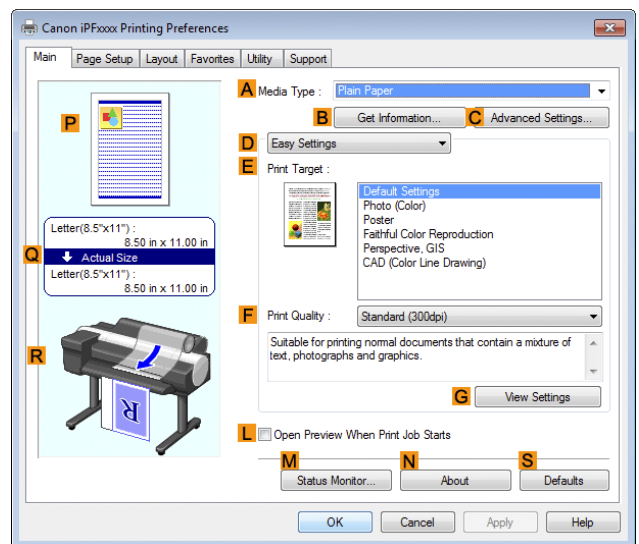 Canon iPFxxxx Printing Preferences
Main Page Setup Layout Favorites Utility Support
P
Letter(8.5"x11") :
8.50 in x 11.00 in
Q
Actual Size
Letter(8.5"x11") :
8.50 in x 11.00 in
R
R
A Media Type : Plain Paper
B Get Information... C Advanced Settings...
D Easy Settings
E Print Target :
Default Settings
Photo (Color)
Poster
Faithful Color Reproduction
Perspective, GIS
CAD (Color Line Drawing)
F Print Quality : Standard (300dpi)
Suitable for printing normal documents that contain a mixture of
text, photographs and graphics.
G View Settings
L Open Preview When Print Job Starts
M Status Monitor... N About S Defaults
OK Cancel Apply Help